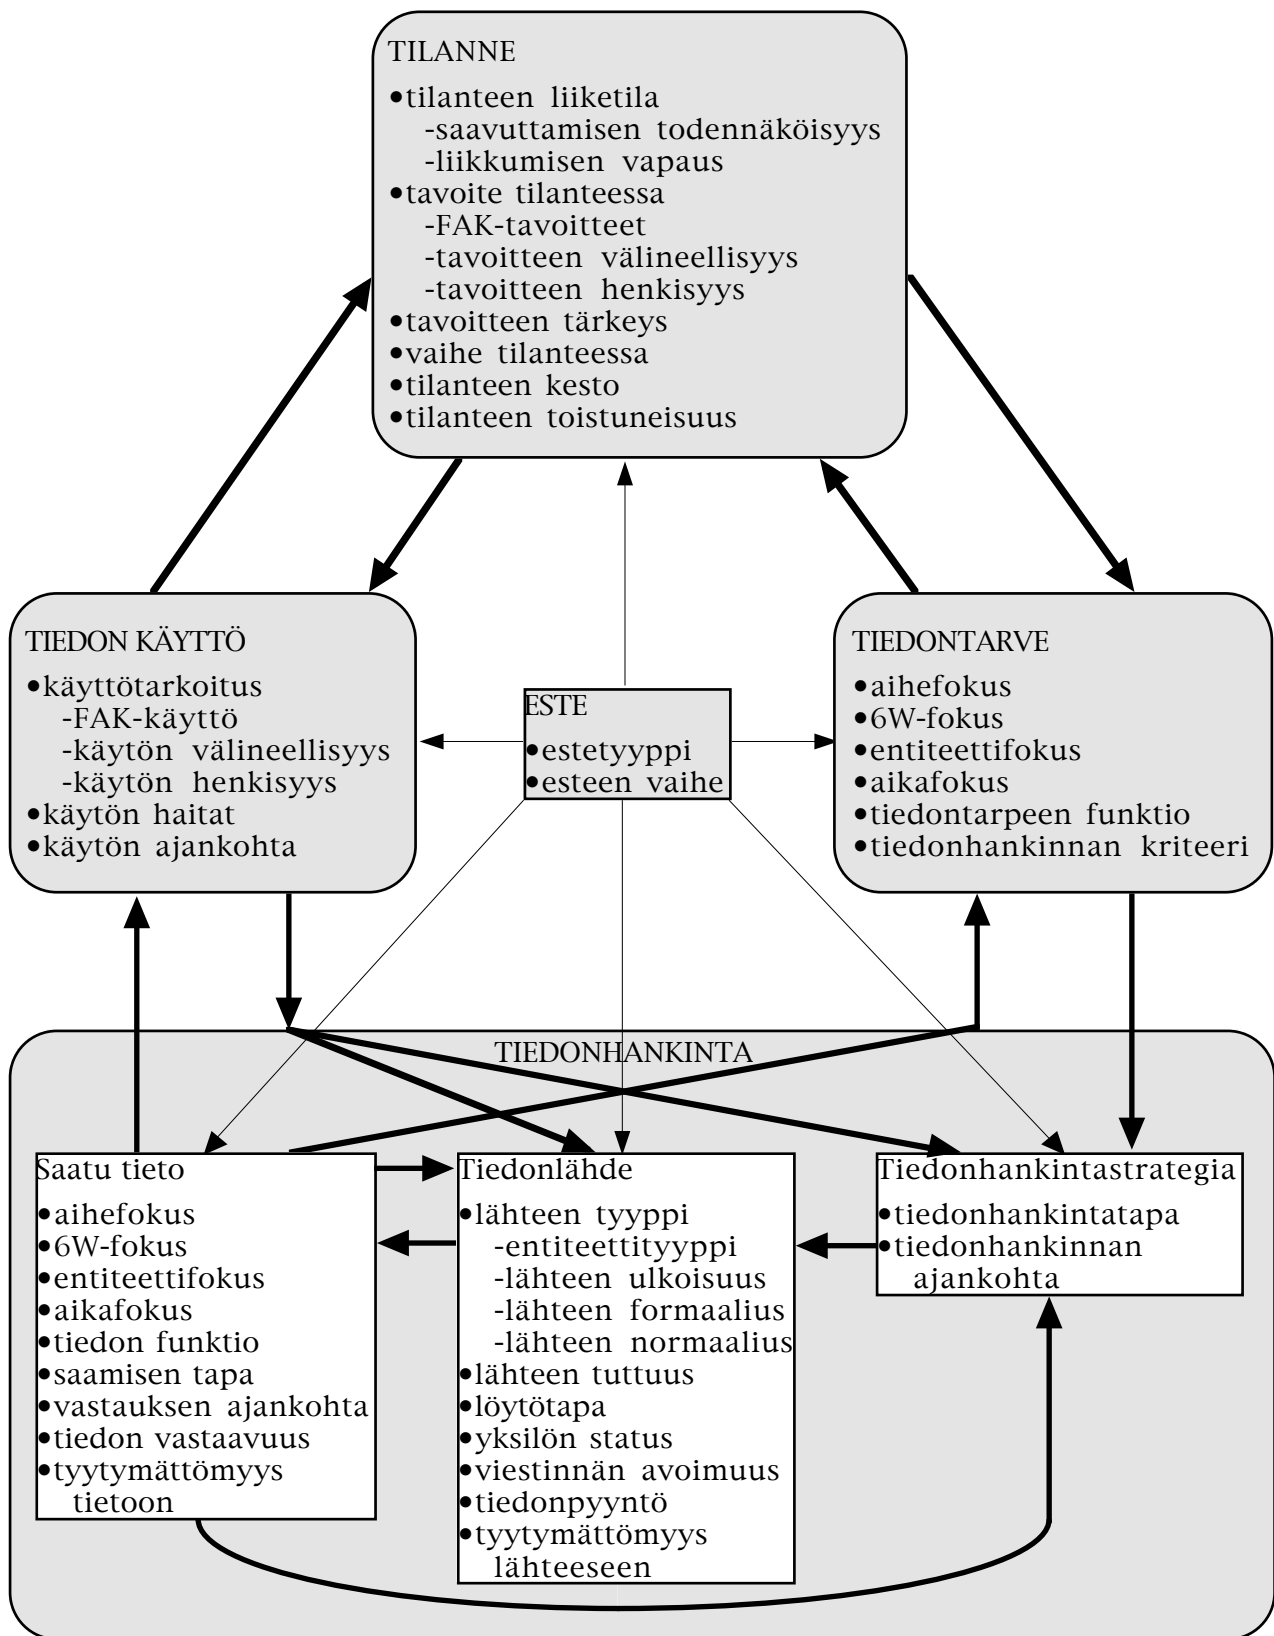 TILANNE
•tilanteen liiketila
-saavuttamisen todennäköisyys
-liikkumisen vapaus
•tavoite tilanteessa
-FAK-tavoitteet
-tavoitteen välineellisyys
-tavoitteen henkisyys
•tavoitteen tärkeys
•vaihe tilanteessa
•tilanteen kesto
•tilanteen toistuneisuus
TIEDON KÄYTTÖ
•käyttötarkoitus
-FAK-käyttö
-käytön välineellisyys
-käytön henkisyys
•käytön haitat
•käytön ajankohta
ESTE
•estetyyppi
•esteen vaihe
TIEDONTARVE
•aihefokus
•6W-fokus
•entiteettifokus
•aikafokus
•tiedontarpeen funktio
•tiedonhankinnan kriteeri
TIEDONHANKINTA
Saatu tieto
•aihefokus
•6W-fokus
•entiteettifokus
•aikafokus
•tiedon funktio
•saamisen tapa
•vastauksen ajankohta
•tiedon vastaavuus
•tyytymättömyys
tietoon
Tiedonlähde
•lähteen tyyppi
-entiteettityyppi
-lähteen ulkoisuus
-lähteen formaalius
-lähteen normaalius
•lähteen tuttuus
•löytötapa
•yksilön status
•viestinnän avoimuus
•tiedonpyyntö
•tyytymättömyys
lähteeseen
Tiedonhankintastrategia
•tiedonhankintatapa
•tiedonhankinnan
ajankohta